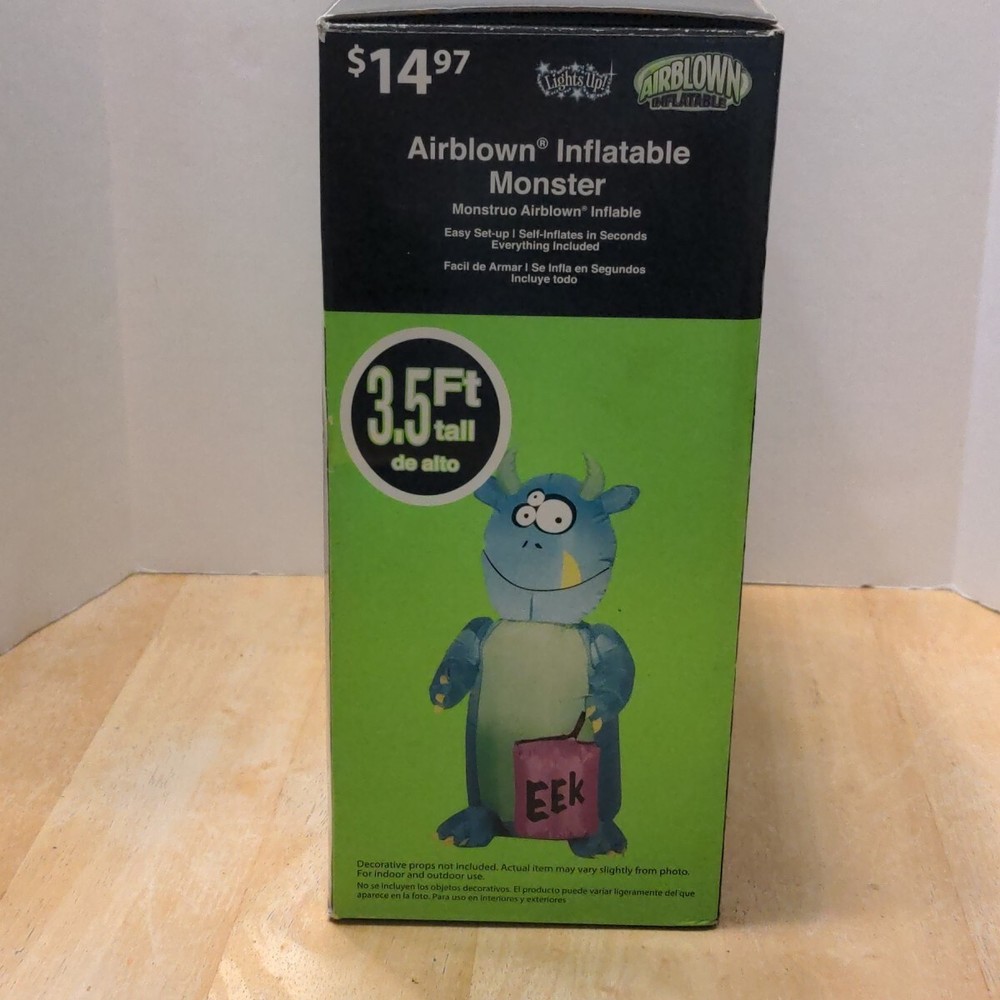 $14.97
Lights Up!
AIRBLOWN
INFLATABLE
Airblown® Inflatable
Monster
Monstruo Airblown® Inflable
Easy Set-up | Self-Inflates in Seconds
Everything Included
Facil de Armar | Se Infla en Segundos
Incluye todo
3.5Ft
tall
de alto
EEk
Decorative props not included. Actual item may vary slightly from photo.
For indoor and outdoor use.
No se incluyen los objetos decorativos. El producto puede variar ligeramente del que
aparece en la foto. Para uso en interiores y exteriores